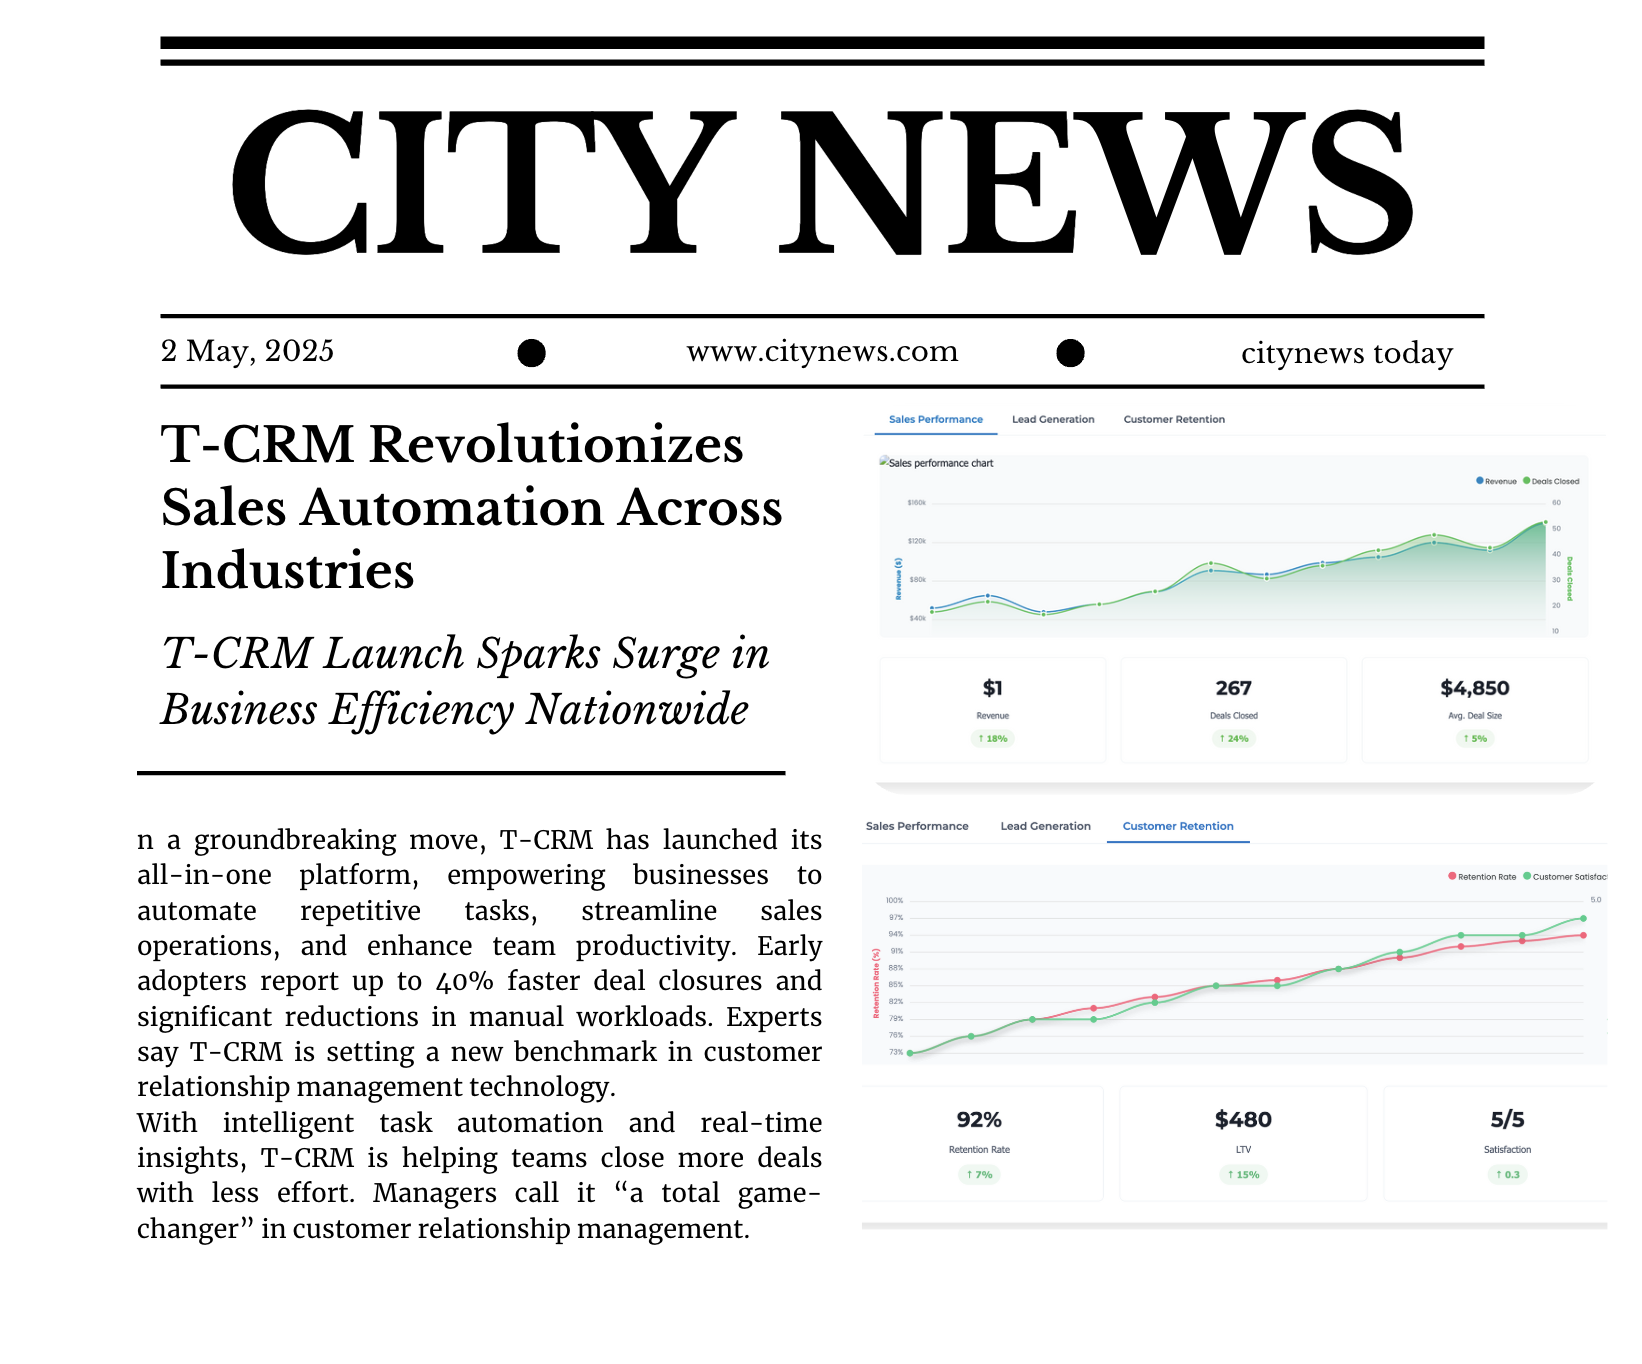 CITY NEWS
2 May, 2025 ● www.citynews.com ● citynews today
T-CRM Revolutionizes
Sales Automation Across
Industries
T-CRM Launch Sparks Surge in
Business Efficiency Nationwide
n a groundbreaking move, T-CRM has launched its
all-in-one platform, empowering businesses to
automate repetitive tasks, streamline sales
operations, and enhance team productivity. Early
adopters report up to 40% faster deal closures and
significant reductions in manual workloads. Experts
say T-CRM is setting a new benchmark in customer
relationship management technology.
With intelligent task automation and real-time
insights, T-CRM is helping teams close more deals
with less effort. Managers call it “a total game-
changer” in customer relationship management.
Sales Performance Lead Generation Customer Retention
Sales performance chart
Revenue Deals Closed
$160k 60
50
$120k
40
$80k 30
20
$40k
10
Revenue ($)
Deals Closed
$1 267 $4,850
Revenue Deals Closed Avg. Deal Size
↑ 18% ↑ 24% ↑ 5%
Sales Performance Lead Generation Customer Retention
Retention Rate Customer Satisfac
100% 5.0
97%
94%
91%
88%
85%
82%
79%
76%
73%
Retention Rate (%)
92% $480 5/5
Retention Rate LTV Satisfaction
↑ 7% ↑ 15% ↑ 0.3